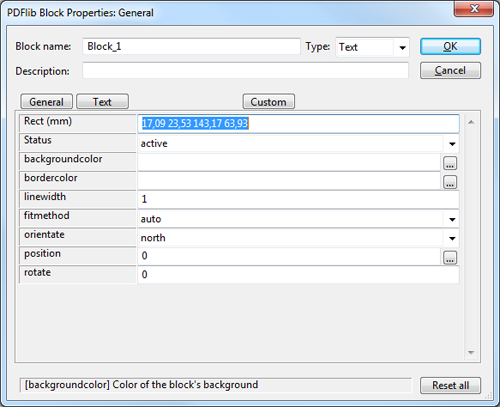 PDFlib Block Properties: General
Block name: Block_1 Type: Text OK
Description: Cancel
General Text Custom
Rect (mm) 17,09 23,53 143,17 63,93
Status active
backgroundcolor ...
bordercolor ...
linewidth 1
fitmethod auto
orientate north
position 0 ...
rotate 0
[backgroundcolor] Color of the block's background Reset all